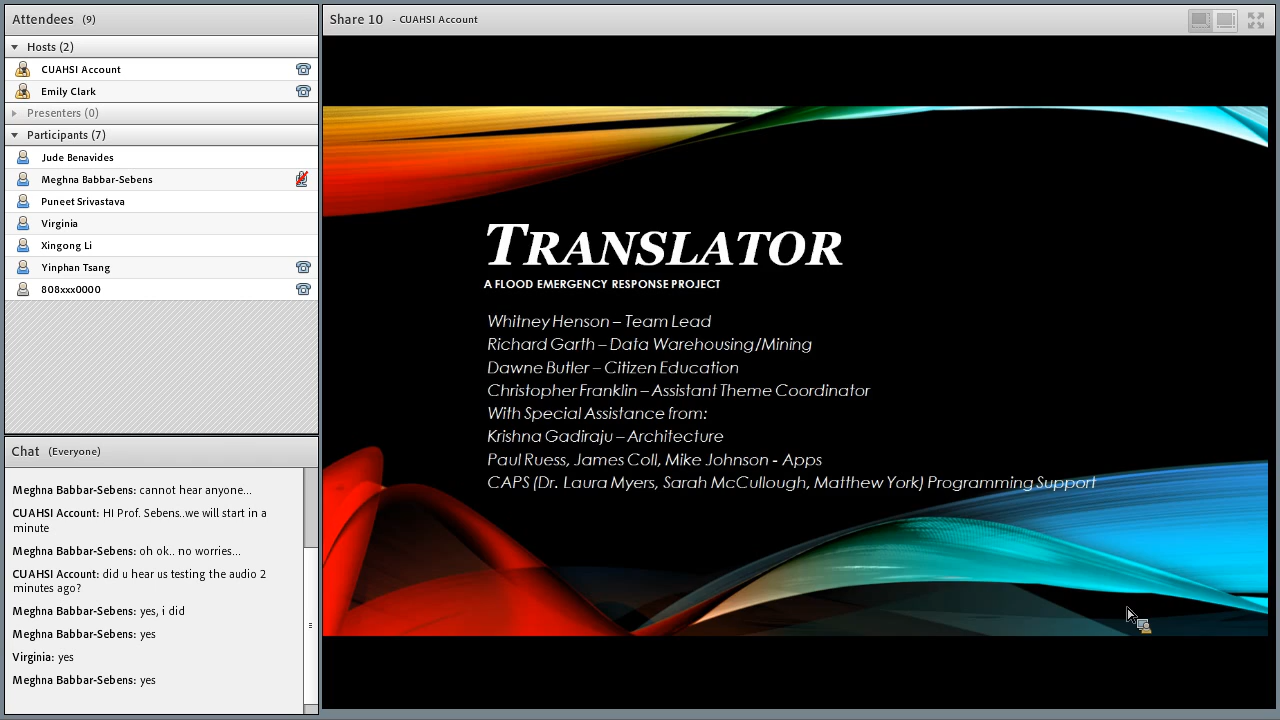 Attendees (9)
Hosts (2)
CUAHSI Account
Emily Clark
Presenters (0)
Participants (7)
Jude Benavides
Meghna Babbar-Sebens
Puneet Srivastava
Virginia
Xingong Li
Yinphan Tsang
808xxx0000
Chat (Everyone)
Meghna Babbar-Sebens: cannot hear anyone...
CUAHSI Account: HI Prof. Sebens..we will start in a
minute
Meghna Babbar-Sebens: oh ok.. no worries...
CUAHSI Account: did u hear us testing the audio 2
minutes ago?
Meghna Babbar-Sebens: yes, i did
Meghna Babbar-Sebens: yes
Virginia: yes
Meghna Babbar-Sebens: yes
Share 10 - CUAHSI Account
TRANSLATOR
A FLOOD EMERGENCY RESPONSE PROJECT
Whitney Henson – Team Lead
Richard Garth – Data Warehousing/Mining
Dawne Butler – Citizen Education
Christopher Franklin – Assistant Theme Coordinator
With Special Assistance from:
Krishna Gadiraju – Architecture
Paul Ruess, James Coll, Mike Johnson - Apps
CAPS (Dr. Laura Myers, Sarah McCullough, Matthew York) Programming Support